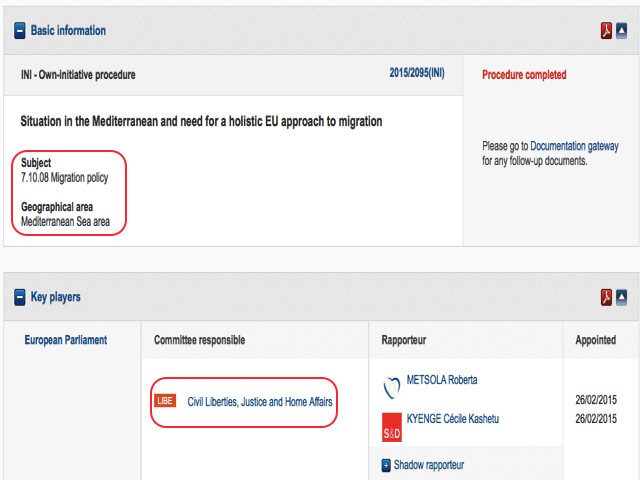 Basic information
INI - Own-Initiative procedure
2015/2095(INI)
Procedure completed
Situation in the Mediterranean and need for a holistic EU approach to migration
Please go to Documentation gateway
for any follow-up documents.
Subject
7.10.08 Migration policy
Geographical area
Mediterranean Sea area
Key players
European Parliament
Committee responsible
Rapporteur
Appointed
LIBE
Civil Liberties, Justice and Home Affairs
METSOLA Roberta
26/02/2015
S&D
KYENGE Cécile Kashetu
26/02/2015
Shadow rapporteur